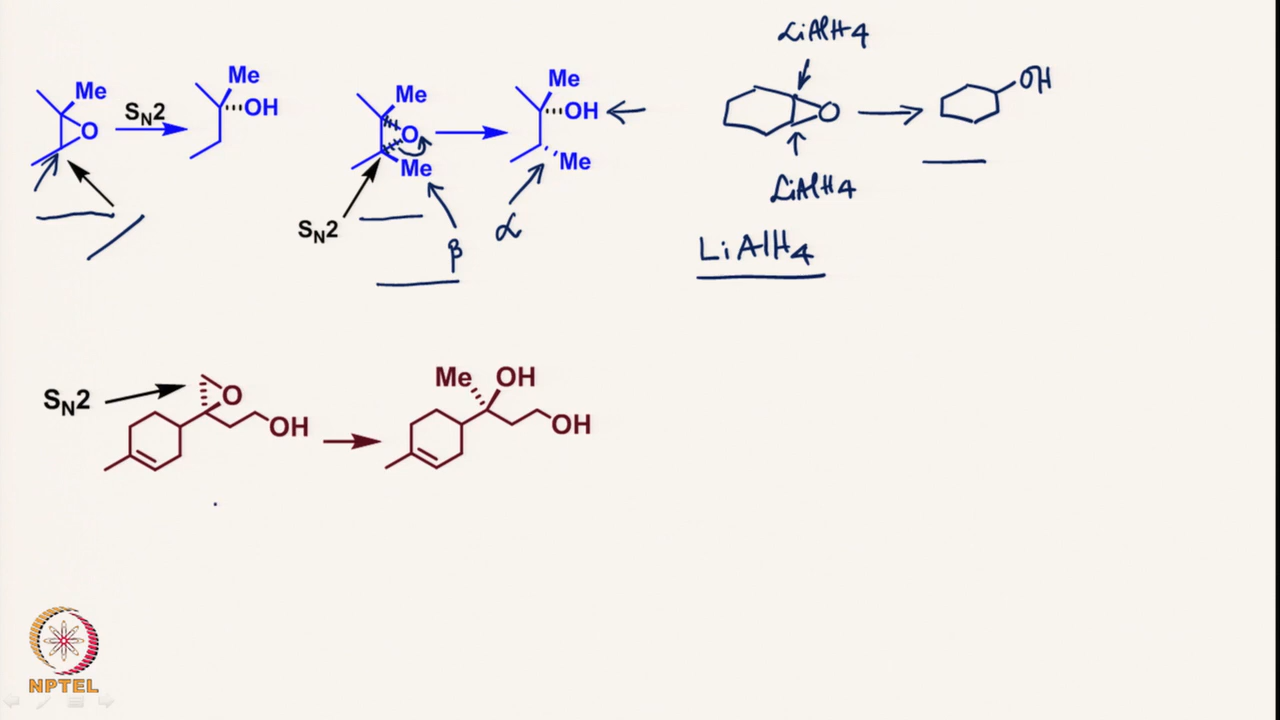 LiAlH4
Me SN2 Me OH
O
Me O Me
Me OH Me
SN2 β α
O OH
LiAlH4
LiAlH4
SN2 O OH
Me OH OH
NPTEL